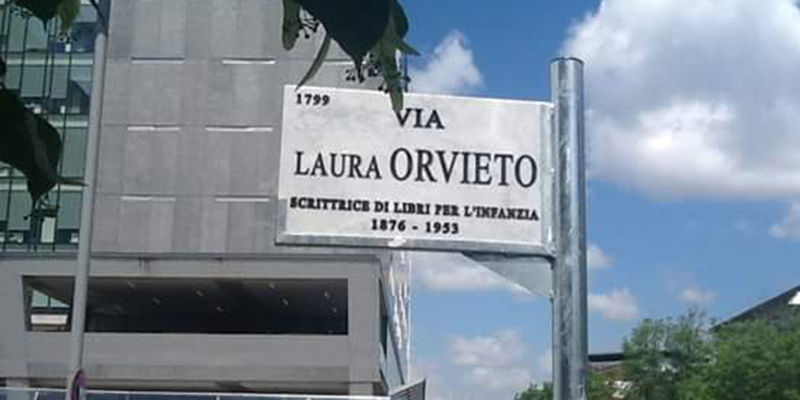 1799
VIA
LAURA ORVIETO
SCRITTRICE DI LIBRI PER L'INFANZIA
1876 - 1953